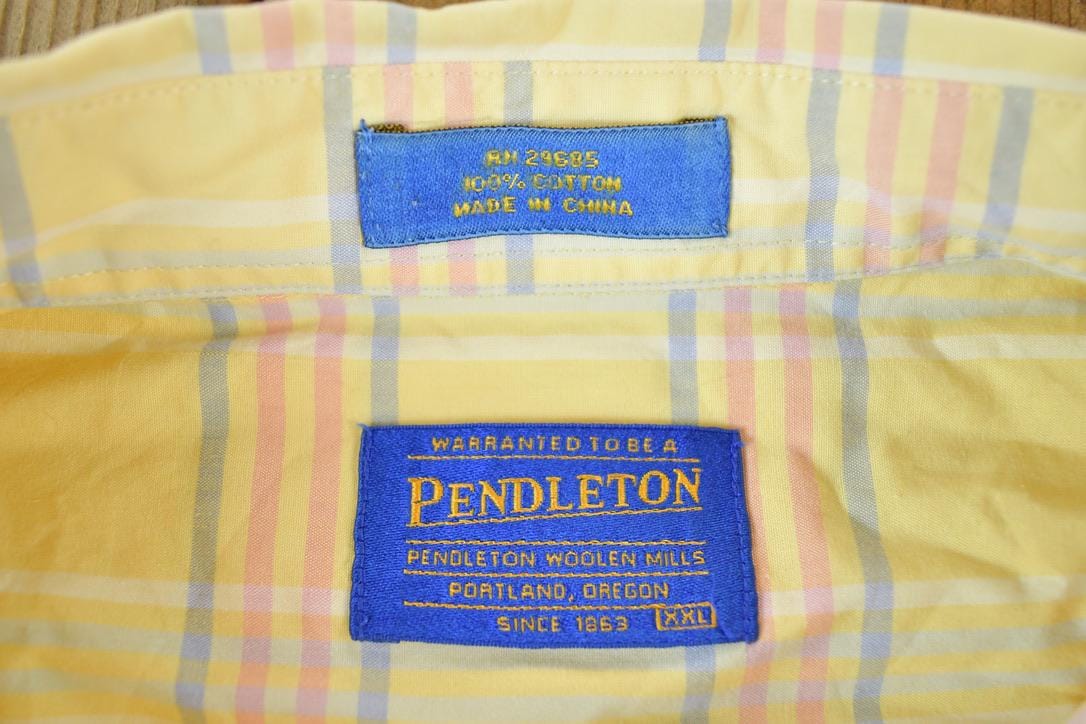 RN 29685
100% COTTON
MADE IN CHINA
WARRANTED TO BE A
PENDLETON
PENDLETON WOOLEN MILLS
PORTLAND, OREGON
SINCE 1863 XXL